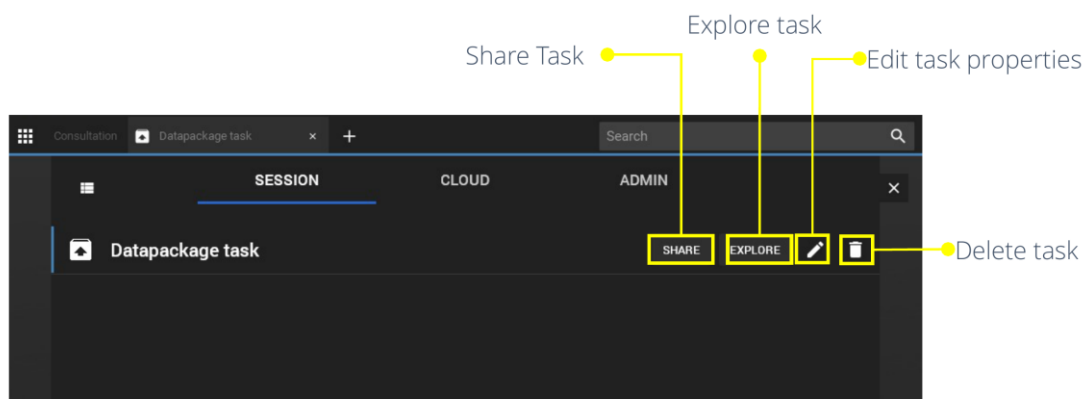 Explore task
Share Task
Edit task properties
Consultation
Datapackage task
×
+
Search
SESSION
CLOUD
ADMIN
×
Datapackage task
SHARE
EXPLORE
Delete task